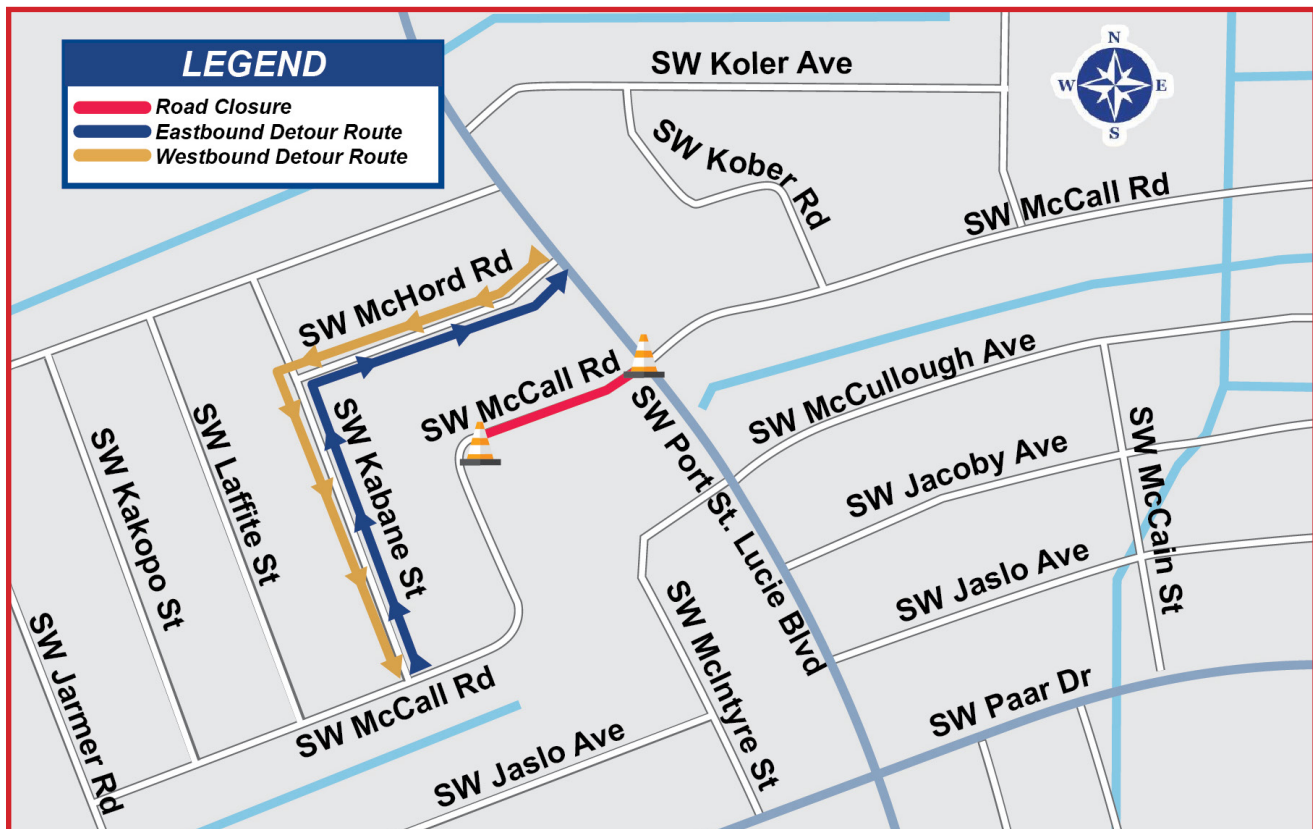 LEGEND
Road Closure
Eastbound Detour Route
Westbound Detour Route
N
W E
S
SW Koler Ave
SW Kober Rd
SW McCall Rd
SW McHord Rd
SW McCall Rd
SW McCullough Ave
SW Port St. Lucie Blvd
SW Kabane St
SW Laffite St
SW Kakopo St
SW Jacoby Ave
SW McCain St
SW Jaslo Ave
SW McIntyre St
SW Jarmer Rd
SW McCall Rd
SW Paar Dr
SW Jaslo Ave